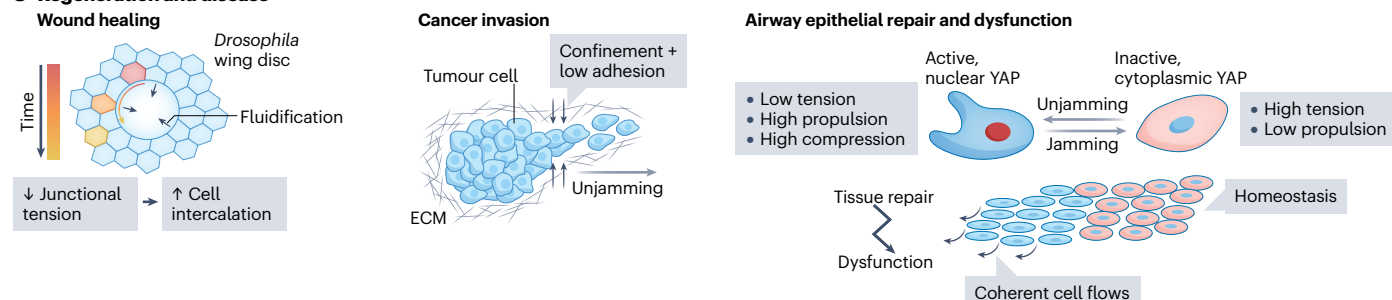 Wound healing
Drosophila
wing disc
Time
Fluidification
↓ Junctional
tension
↑ Cell
intercalation
Cancer invasion
Confinement +
low adhesion
Tumour cell
Unjamming
ECM
Airway epithelial repair and dysfunction
Active,
nuclear YAP
Inactive,
cytoplasmic YAP
• Low tension
• High propulsion
• High compression
Unjamming
Jamming
• High tension
• Low propulsion
Tissue repair
Dysfunction
Homeostasis
Coherent cell flows